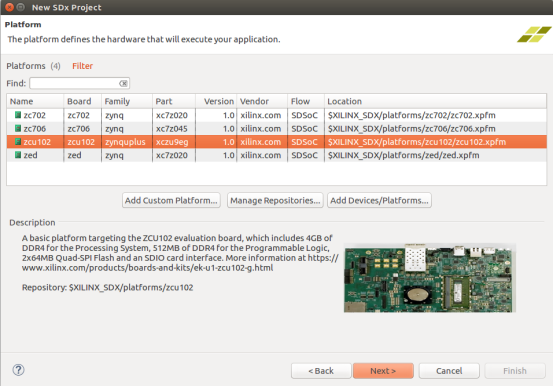 New SDx Project
Platform
The platform defines the hardware that will execute your application.
Platforms (4) Filter
Find:
Name Board Family Part Version Vendor Flow Location
zc702 zc702 zynq xc7z020 1.0 xilinx.com SDSoC $XILINX_SDX/platforms/zc702/zc702.xpfm
zc706 zc706 zynq xc7z045 1.0 xilinx.com SDSoC $XILINX_SDX/platforms/zc706/zc706.xpfm
zcu102 zcu102 zynquplus xczu9eg 1.0 xilinx.com SDSoC $XILINX_SDX/platforms/zcu102/zcu102.xpfm
zed zed zynq xc7z020 1.0 xilinx.com SDSoC $XILINX_SDX/platforms/zed/zed.xpfm
Add Custom Platform... Manage Repositories... Add Devices/Platforms...
Description
A basic platform targeting the ZCU102 evaluation board, which includes 4GB of
DDR4 for the Processing System, 512MB of DDR4 for the Programmable Logic,
2x64MB Quad-SPI Flash and an SDIO card interface. More information at https://
www.xilinx.com/products/boards-and-kits/ek-u1-zcu102-g.html
Repository: $XILINX_SDX/platforms/zcu102
? < Back Next > Cancel Finish